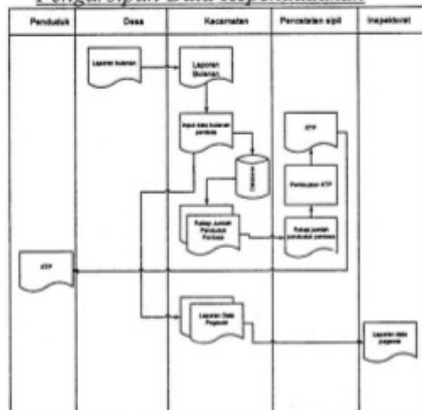 Pengarsipan Data Kependudukan
Penduduk
Desa
Kecamatan
Pencatatan sipil
Inspektorat
Laporan bulanan
Laporan
Bulanan
Input data bulanan
penduduk
Database
KTP
Pembuatan KTP
Rekap Jumlah
Penduduk
Perdesa
Rekap jumlah
penduduk perdesa
KTP
Laporan Data
Pegawai
Laporan data
pegawai